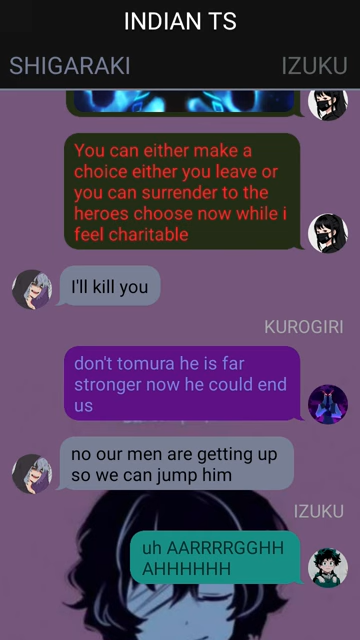 INDIAN TS
SHIGARAKI
IZUKU
You can either make a
choice either you leave or
you can surrender to the
heroes choose now while i
feel charitable
I'll kill you
KUROGIRI
don't tomura he is far
stronger now he could end
us
no our men are getting up
so we can jump him
IZUKU
uh AARRRRGGHH
AHHHHHH